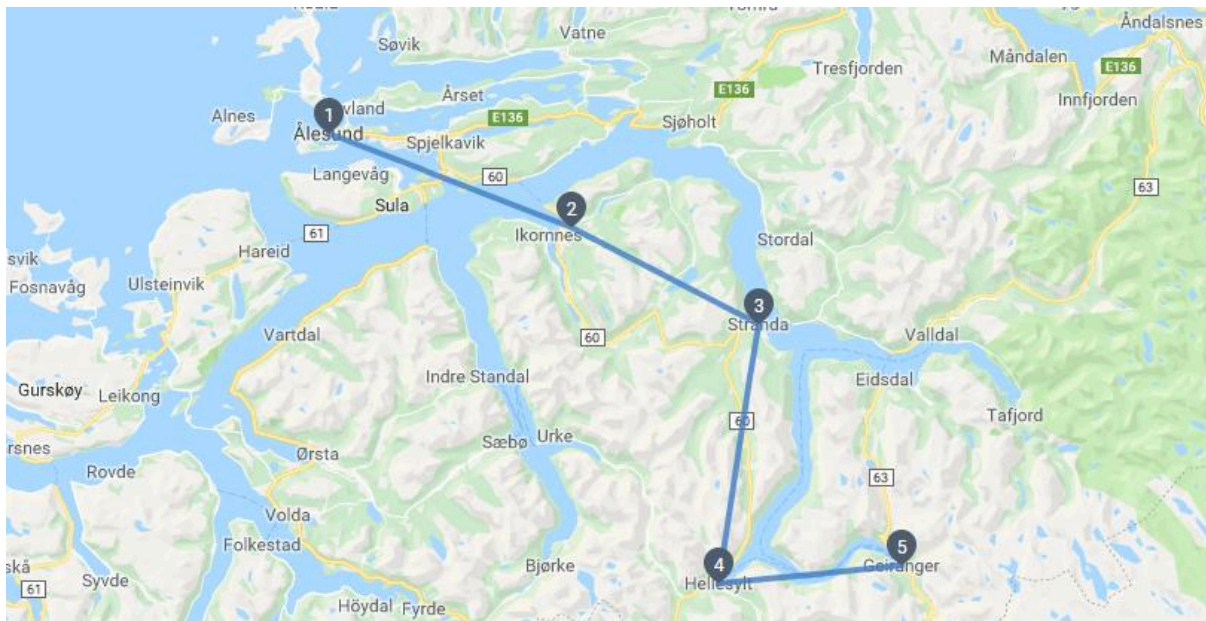 Vatne
Søvik
Åndalsnes
Måndalen
Tresfjorden
E136
Innfjorden
E136
Årset
Alnes
1
Ålesund
E136
Spjelkavik
Sjøholt
Langevåg
60
63
Sula
2
Ikornnes
61
Hareid
Stordal
Fosnavåg
Ulsteinvik
3
Stranda
Vartdal
60
Valldal
Indre Standal
Eidsdal
Gurskøy
Leikong
60
Tafjord
Sæbø
Urke
Ørsta
Rovde
63
Volda
Folkestad
5
Geiranger
4
Hellesylt
Bjørke
Syvde
61
Høydal
Fyrde